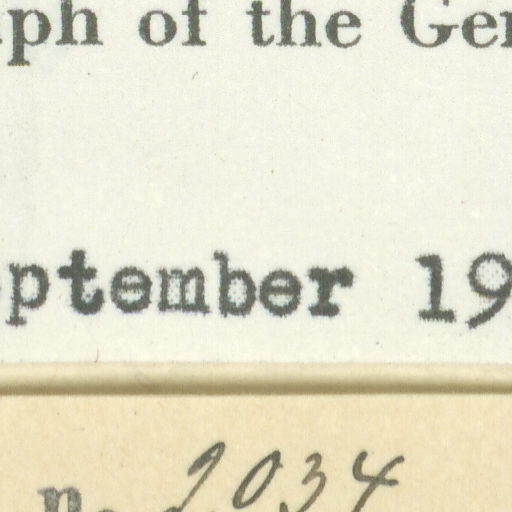 ph of the Ge
ptember 19
2034